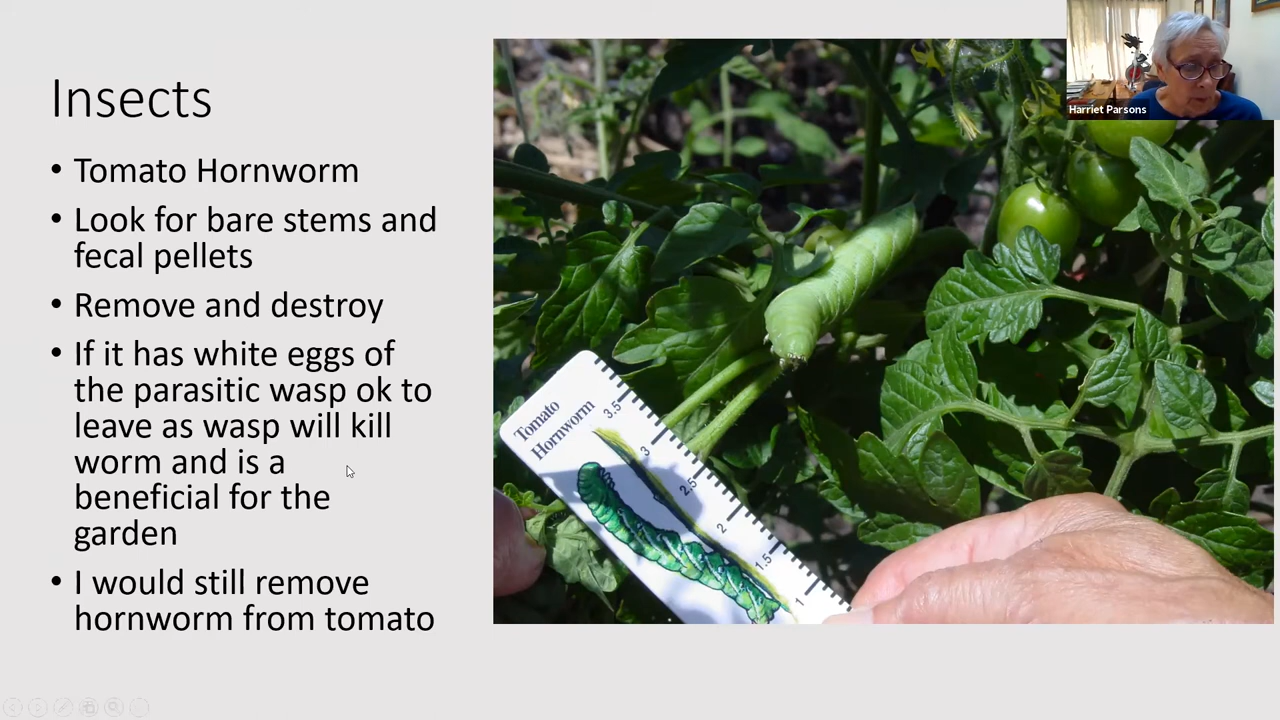 Insects
• Tomato Hornworm
• Look for bare stems and
fecal pellets
• Remove and destroy
• If it has white eggs of
the parasitic wasp ok to
leave as wasp will kill
worm and is a
beneficial for the
garden
• I would still remove
hornworm from tomato
Harriet Parsons
Tomato
Hornworm
3.5
3
2.5
2
1.5
1